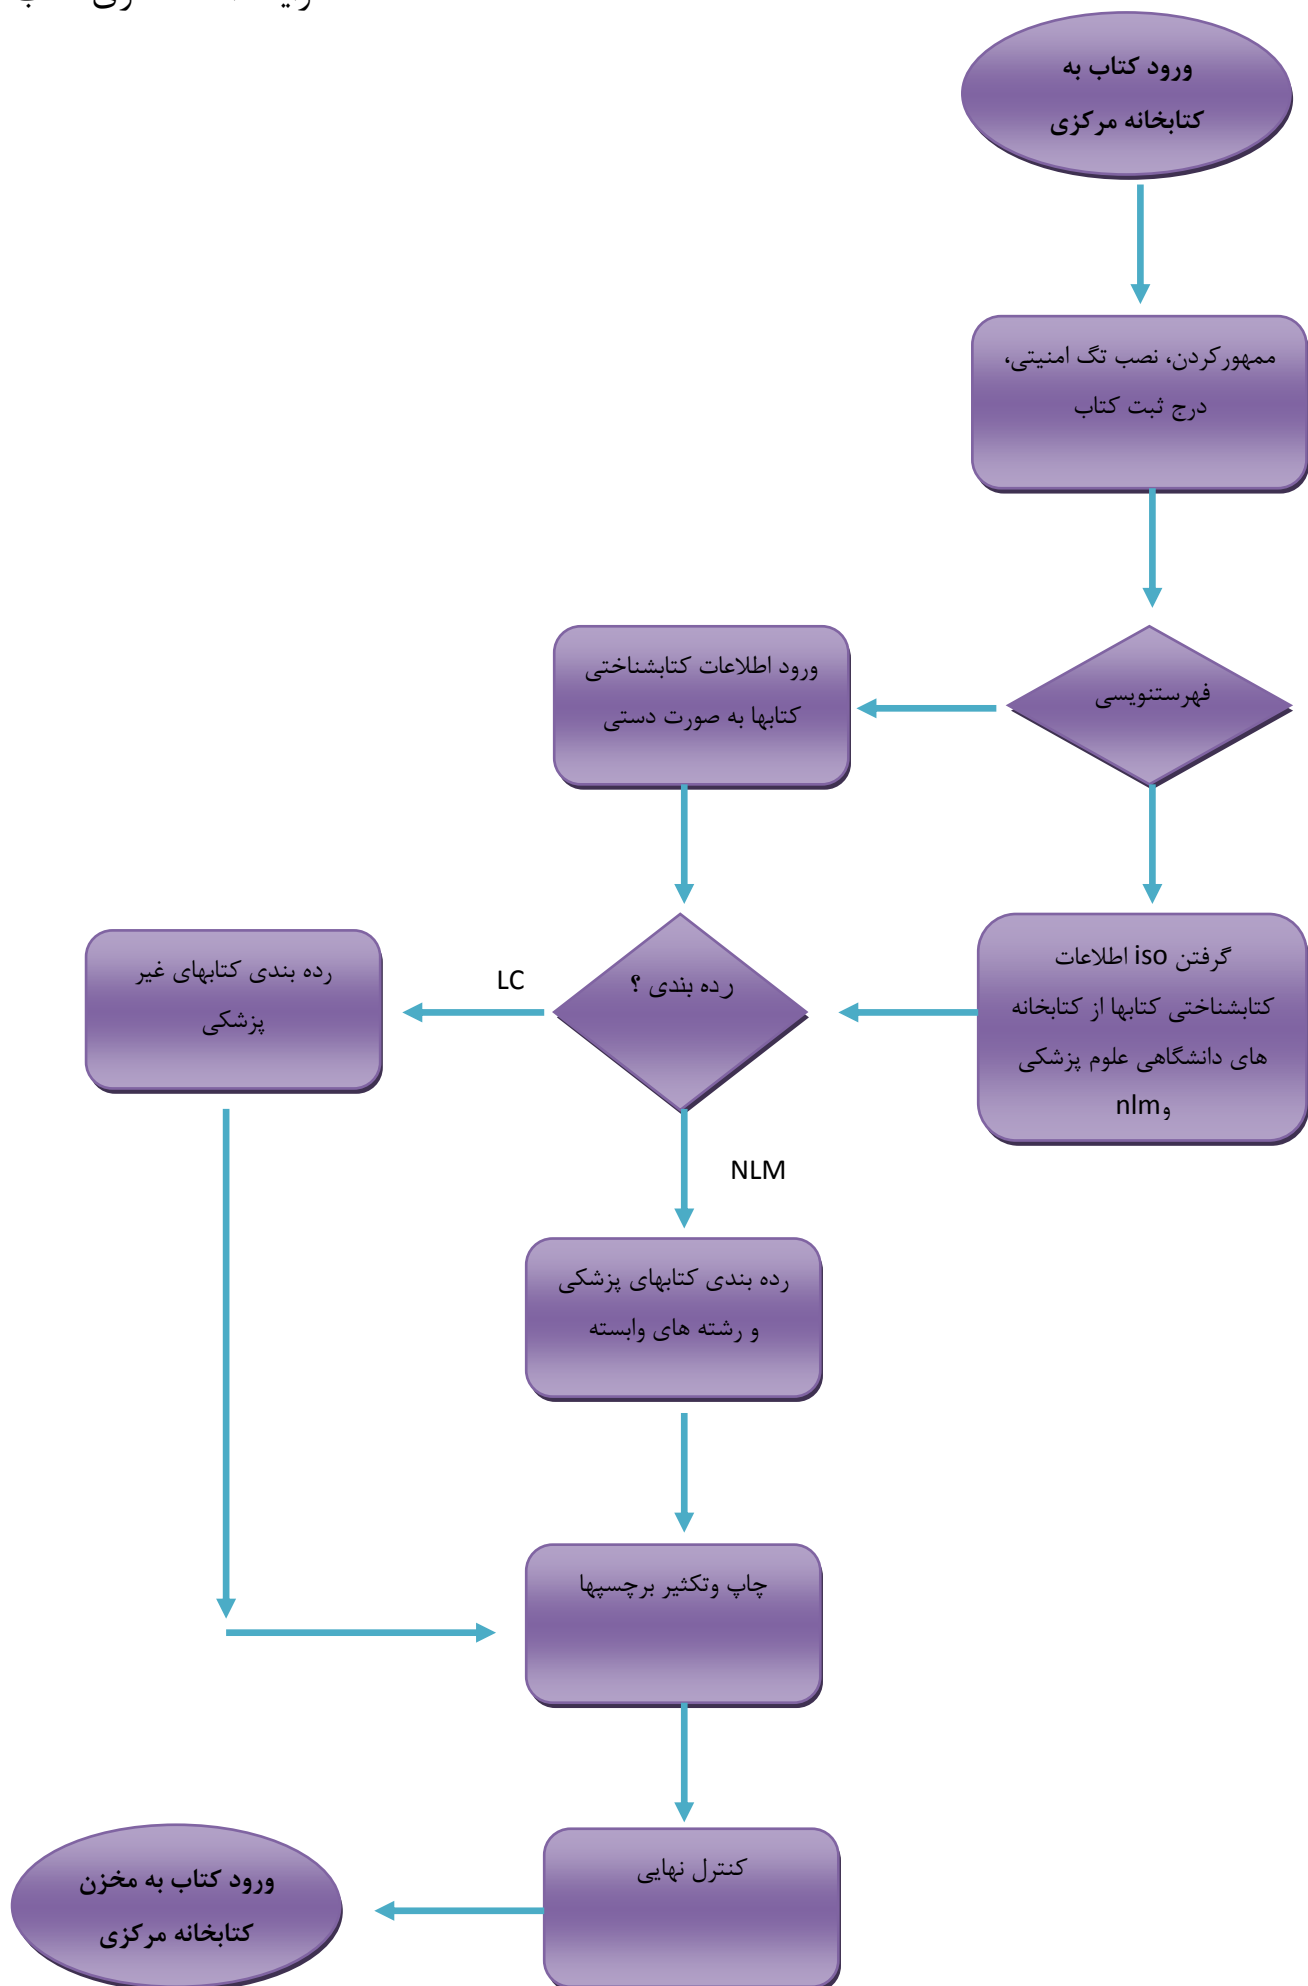 ورود کتاب به
کتابخانه مرکزی
ممهورکردن، نصب تگ امنیتی،
درج ثبت کتاب
فهرستنویسی
ورود اطلاعات کتابشناختی
کتابها به صورت دستی
گرفتن iso اطلاعات
کتابشناختی کتابها از کتابخانه
های دانشگاهی علوم پزشکی
وnlm
رده بندی ؟
LC
رده بندی کتابهای غیر
پزشکی
NLM
رده بندی کتابهای پزشکی
و رشته های وابسته
چاپ وتکثیر برچسپها
کنترل نهایی
ورود کتاب به مخزن
کتابخانه مرکزی